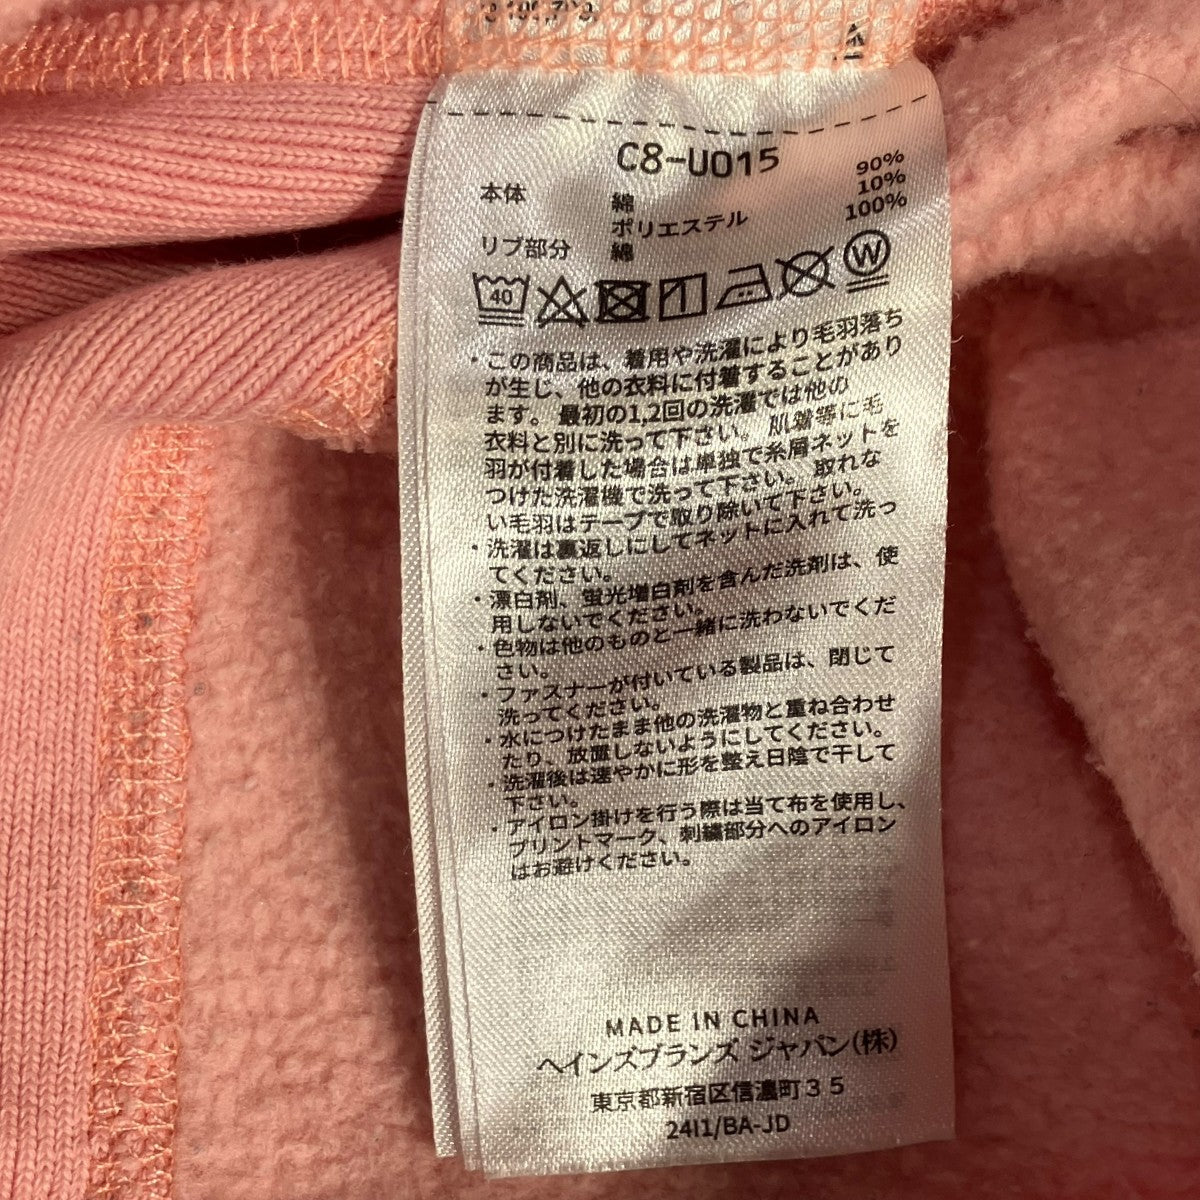 C8-U015
本体 綿 90%
ポリエステル 10%
リブ部分 綿 100%
40
W
・この商品は、着用や洗濯により毛羽落ち
が生じ、他の衣料に付着することがあり
ます。最初の1,2回の洗濯では他の
衣料と別に洗って下さい。肌着等に毛
羽が付着した場合は単独で糸屑ネットを
つけた洗濯機で洗って下さい。取れな
い毛羽はテープで取り除いて下さい。
・洗濯は裏返しにしてネットに入れて洗っ
てください。
・漂白剤、蛍光増白剤を含んだ洗剤は、使
用しないでください。
・色物は他のものと一緒に洗わないでくだ
さい。
・ファスナーが付いている製品は、閉じて
洗ってください。
・水につけたまま他の洗濯物と重ね合わせ
たり、放置しないようにしてください。
・洗濯後は速やかに形を整え日陰で干して
下さい。
・アイロン掛けを行う際は当て布を使用し、
プリントマーク、刺繍部分へのアイロン
はお避けください。
MADE IN CHINA
ヘインズブランズ ジャパン(株)
東京都新宿区信濃町35
24I1/BA-JD